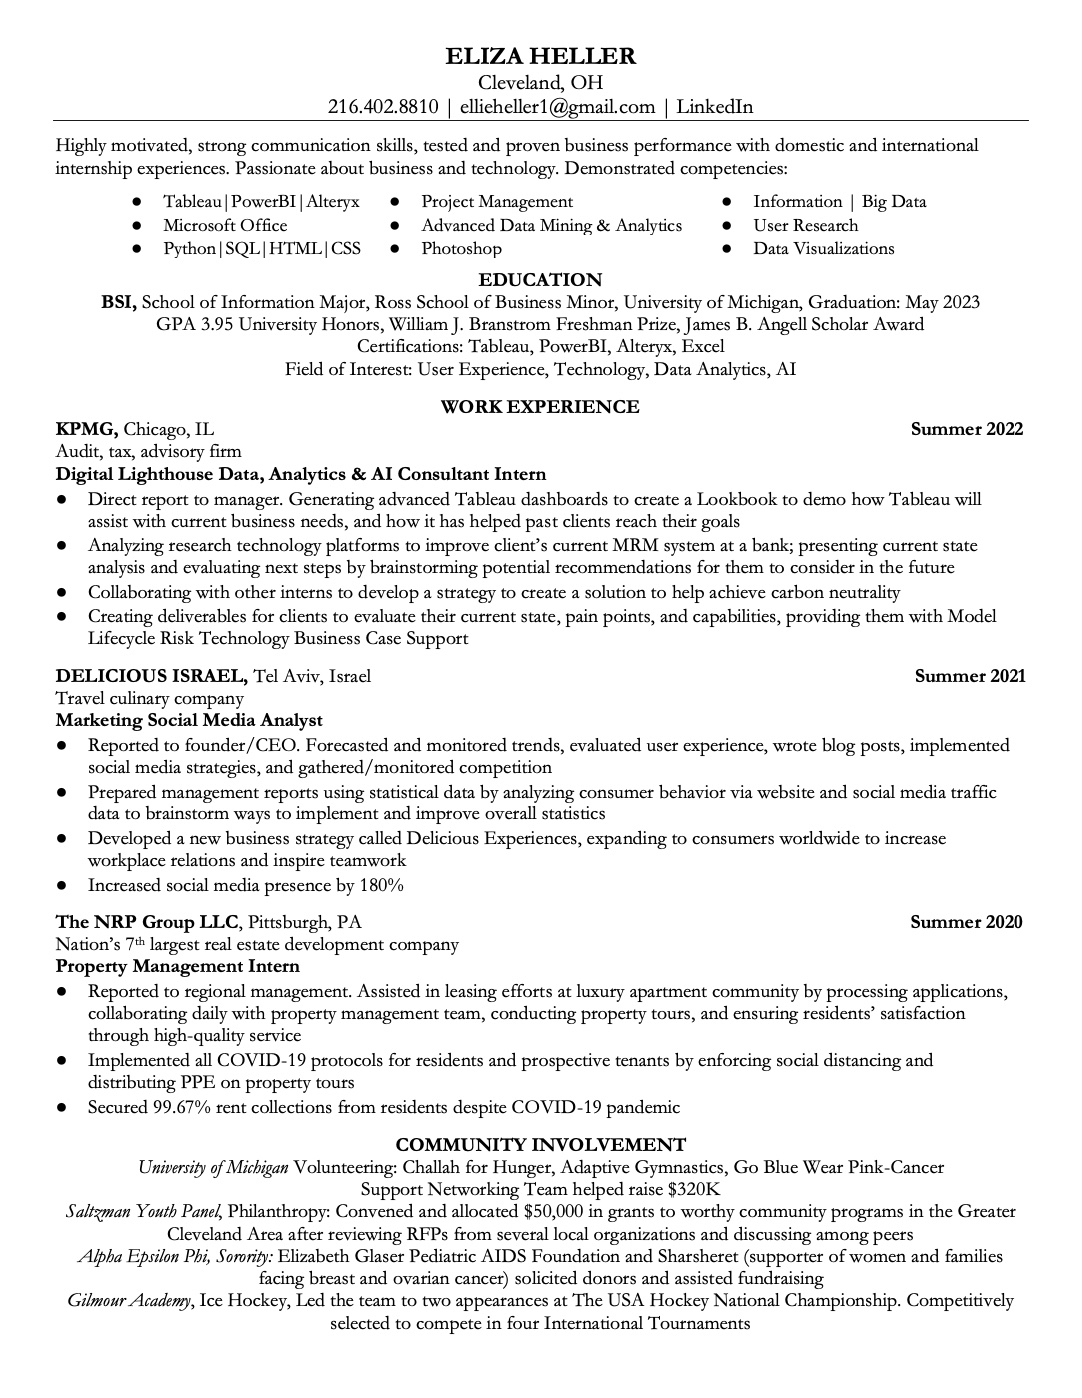 ELIZA HELLER
Cleveland, OH
216.402.8810 | ellieheller1@gmail.com | LinkedIn
Highly motivated, strong communication skills, tested and proven business performance with domestic and international
internship experiences. Passionate about business and technology. Demonstrated competencies:
● Tableau|PowerBI|Alteryx ● Project Management ● Information | Big Data
● Microsoft Office ● Advanced Data Mining & Analytics ● User Research
● Python|SQL|HTML|CSS ● Photoshop ● Data Visualizations
EDUCATION
BSI, School of Information Major, Ross School of Business Minor, University of Michigan, Graduation: May 2023
GPA 3.95 University Honors, William J. Branstrom Freshman Prize, James B. Angell Scholar Award
Certifications: Tableau, PowerBI, Alteryx, Excel
Field of Interest: User Experience, Technology, Data Analytics, AI
WORK EXPERIENCE
KPMG, Chicago, IL Summer 2022
Audit, tax, advisory firm
Digital Lighthouse Data, Analytics & AI Consultant Intern
● Direct report to manager. Generating advanced Tableau dashboards to create a Lookbook to demo how Tableau will
assist with current business needs, and how it has helped past clients reach their goals
● Analyzing research technology platforms to improve client's current MRM system at a bank; presenting current state
analysis and evaluating next steps by brainstorming potential recommendations for them to consider in the future
● Collaborating with other interns to develop a strategy to create a solution to help achieve carbon neutrality
● Creating deliverables for clients to evaluate their current state, pain points, and capabilities, providing them with Model
Lifecycle Risk Technology Business Case Support
DELICIOUS ISRAEL, Tel Aviv, Israel Summer 2021
Travel culinary company
Marketing Social Media Analyst
● Reported to founder/CEO. Forecasted and monitored trends, evaluated user experience, wrote blog posts, implemented
social media strategies, and gathered/monitored competition
● Prepared management reports using statistical data by analyzing consumer behavior via website and social media traffic
data to brainstorm ways to implement and improve overall statistics
● Developed a new business strategy called Delicious Experiences, expanding to consumers worldwide to increase
workplace relations and inspire teamwork
● Increased social media presence by 180%
The NRP Group LLC, Pittsburgh, PA Summer 2020
Nation's 7th largest real estate development company
Property Management Intern
● Reported to regional management. Assisted in leasing efforts at luxury apartment community by processing applications,
collaborating daily with property management team, conducting property tours, and ensuring residents' satisfaction
through high-quality service
● Implemented all COVID-19 protocols for residents and prospective tenants by enforcing social distancing and
distributing PPE on property tours
● Secured 99.67% rent collections from residents despite COVID-19 pandemic
COMMUNITY INVOLVEMENT
University of Michigan Volunteering: Challah for Hunger, Adaptive Gymnastics, Go Blue Wear Pink-Cancer
Support Networking Team helped raise $320K
Saltzman Youth Panel, Philanthropy: Convened and allocated $50,000 in grants to worthy community programs in the Greater
Cleveland Area after reviewing RFPs from several local organizations and discussing among peers
Alpha Epsilon Phi, Sorority: Elizabeth Glaser Pediatric AIDS Foundation and Sharsheret (supporter of women and families
facing breast and ovarian cancer) solicited donors and assisted fundraising
Gilmour Academy, Ice Hockey, Led the team to two appearances at The USA Hockey National Championship. Competitively
selected to compete in four International Tournaments